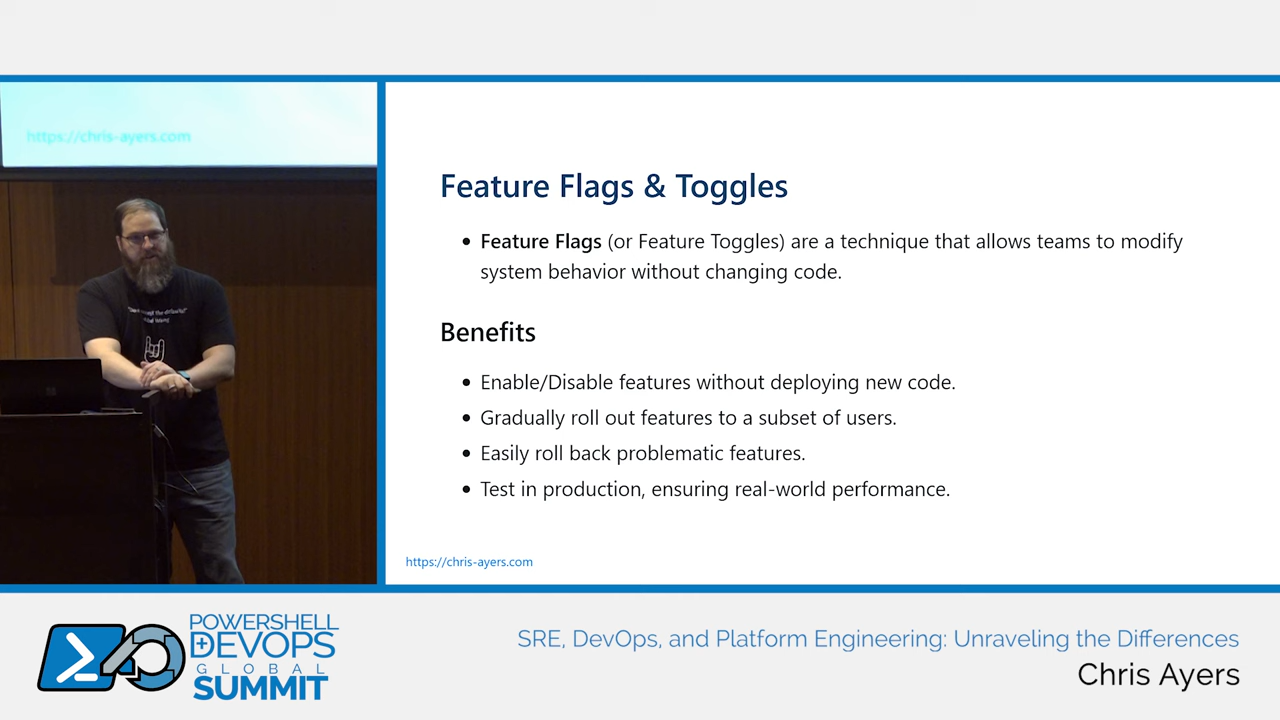 https://chris-ayers.com
Feature Flags & Toggles
Feature Flags (or Feature Toggles) are a technique that allows teams to modify
system behavior without changing code.
Benefits
Enable/Disable features without deploying new code.
Gradually roll out features to a subset of users.
Easily roll back problematic features.
Test in production, ensuring real-world performance.
https://chris-ayers.com
POWERSHELL
+DEVOPS
GLOBAL
SUMMIT
SRE, DevOps, and Platform Engineering: Unraveling the Differences
Chris Ayers